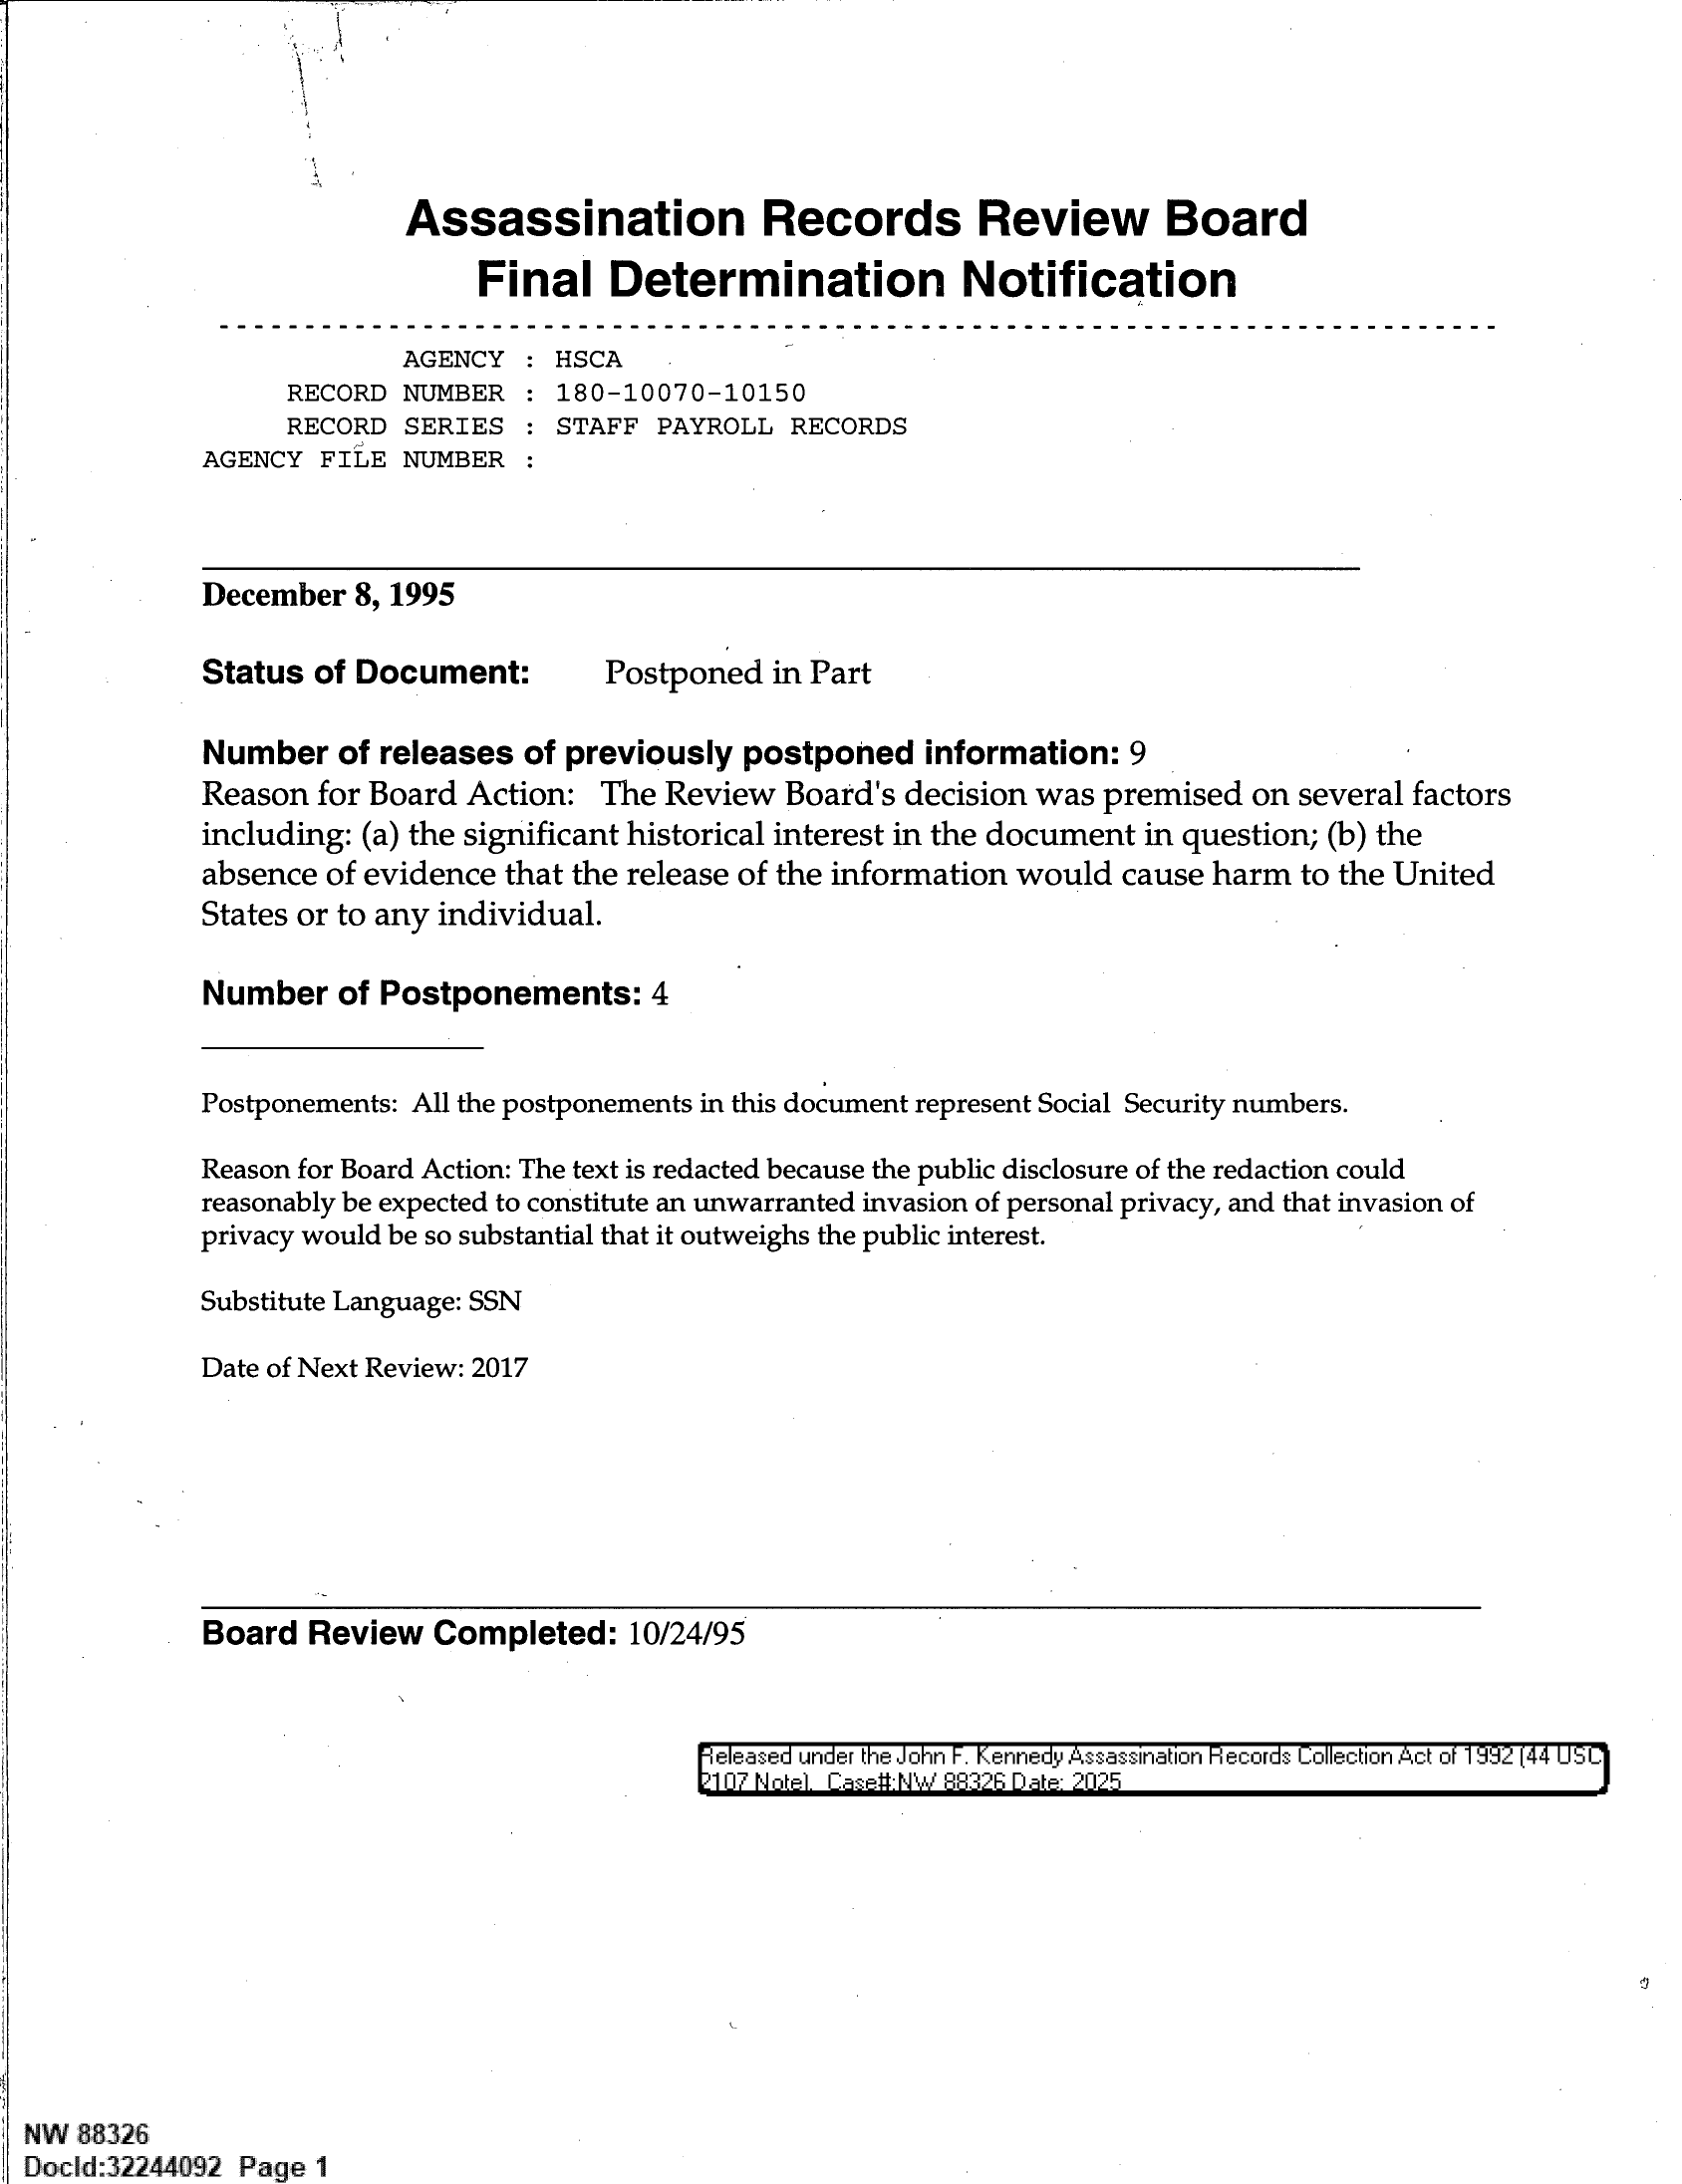 Assassination Records Review Board
Final Determination Notification
AGENCY : HSCA
RECORD NUMBER : 180-10070-10150
RECORD SERIES : STAFF PAYROLL RECORDS
AGENCY FILE NUMBER :
December 8, 1995
Status of Document: Postponed in Part
Number of releases of previously postponed information: 9
Reason for Board Action: The Review Board's decision was premised on several factors
including: (a) the significant historical interest in the document in question; (b) the
absence of evidence that the release of the information would cause harm to the United
States or to any individual.
Number of Postponements: 4
Postponements: All the postponements in this document represent Social Security numbers.
Reason for Board Action: The text is redacted because the public disclosure of the redaction could
reasonably be expected to constitute an unwarranted invasion of personal privacy, and that invasion of
privacy would be so substantial that it outweighs the public interest.
Substitute Language: SSN
Date of Next Review: 2017
Board Review Completed: 10/24/95
Released under the John F. Kennedy Assassination Records Collection Act of 1992 (44 USC
2107 Note). Case#:NW 88326 Date: 2025
NW 88326
DocId:32244092 Page 1